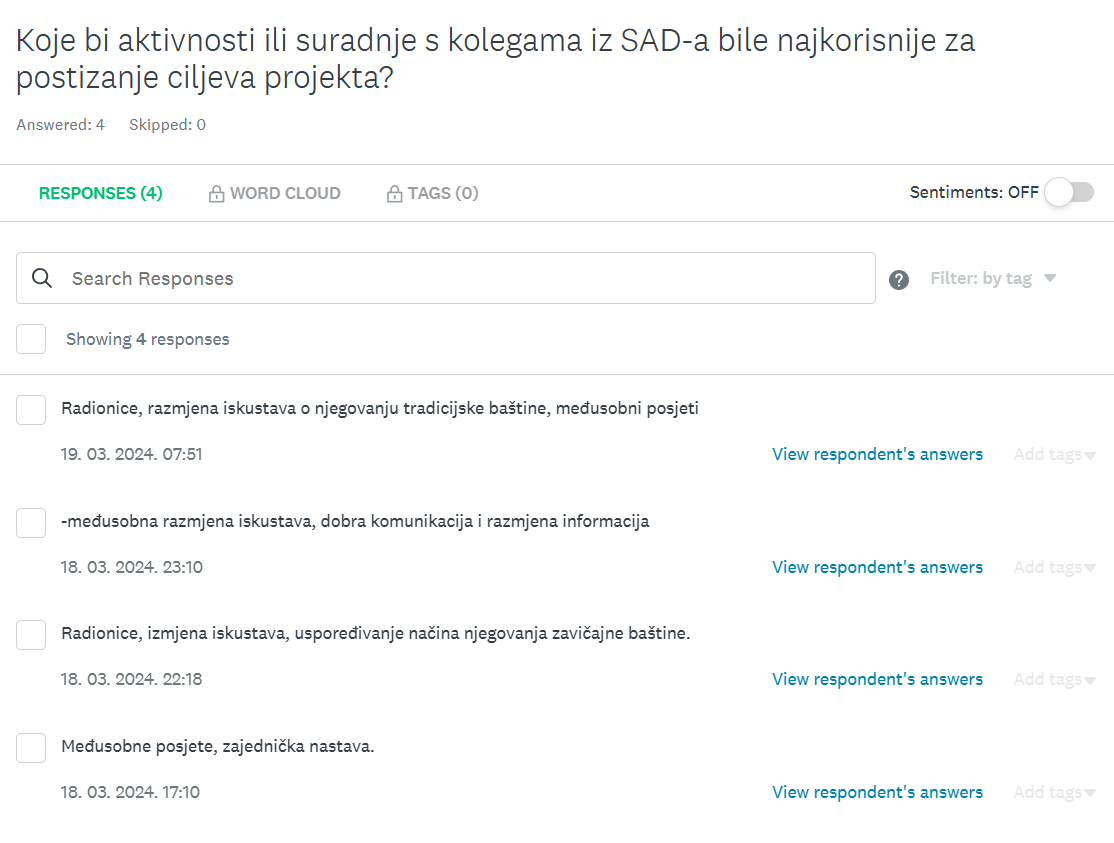 Koje bi aktivnosti ili suradnje s kolegama iz SAD-a bile najkorisnije za
postizanje ciljeva projekta?
Answered: 4 Skipped: 0
RESPONSES (4) WORD CLOUD TAGS (0) Sentiments: OFF
Search Responses ? Filter: by tag
Showing 4 responses
Radionice, razmjena iskustava o njegovanju tradicijske baštine, međusobni posjeti
19. 03. 2024. 07:51 View respondent's answers Add tags
-međusobna razmjena iskustava, dobra komunikacija i razmjena informacija
18. 03. 2024. 23:10 View respondent's answers Add tags
Radionice, izmjena iskustava, uspoređivanje načina njegovanja zavičajne baštine.
18. 03. 2024. 22:18 View respondent's answers Add tags
Međusobne posjete, zajednička nastava.
18. 03. 2024. 17:10 View respondent's answers Add tags